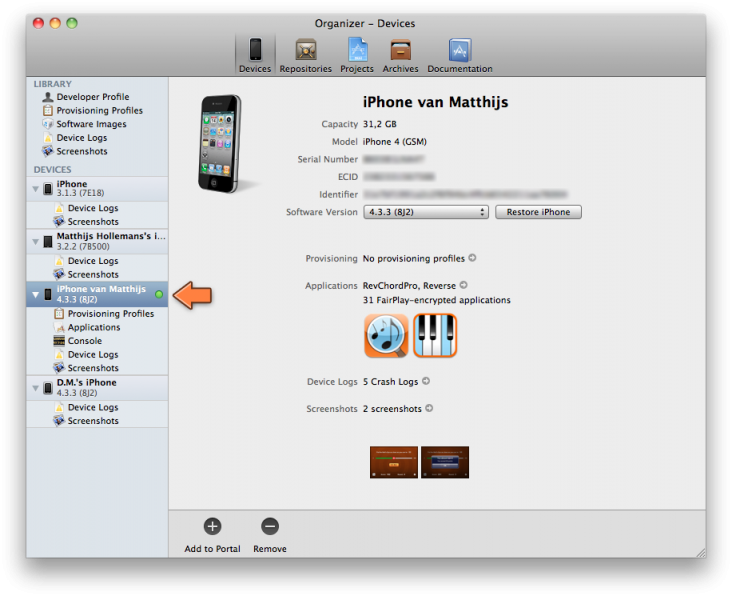 Organizer – Devices
Devices
Repositories
Projects
Archives
Documentation
LIBRARY
Developer Profile
Provisioning Profiles
Software Images
Device Logs
Screenshots
DEVICES
iPhone
3.1.3 (7E18)
Device Logs
Screenshots
Matthijs Hollemans's i...
3.2.2 (7B500)
Device Logs
Screenshots
iPhone van Matthijs
4.3.3 (8J2)
Provisioning Profiles
Applications
Console
Device Logs
Screenshots
D.M.'s iPhone
4.3.3 (8J2)
Device Logs
Screenshots
iPhone van Matthijs
Capacity 31,2 GB
Model iPhone 4 (GSM)
Serial Number
ECID
Identifier
Software Version 4.3.3 (8J2) Restore iPhone
Provisioning No provisioning profiles
Applications RevChordPro, Reverse
31 FairPlay-encrypted applications
Device Logs 5 Crash Logs
Screenshots 2 screenshots
Add to Portal
Remove